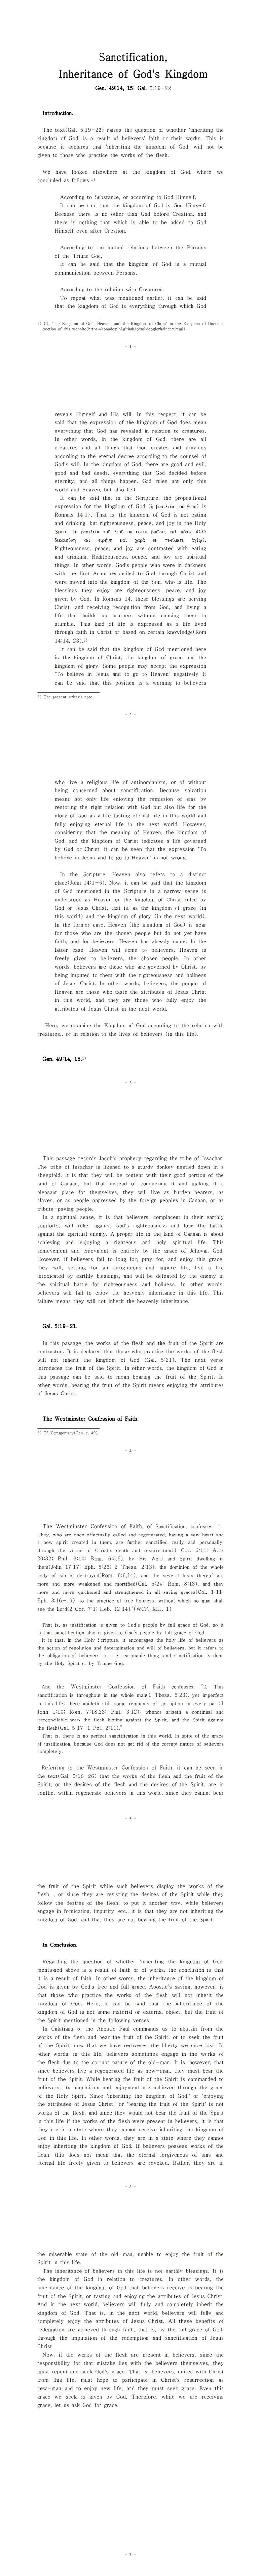 Sanctification,
Inheritance of God's Kingdom
Gen. 49:14, 15; Gal. 5:19-22
Introduction.
The text(Gal. 5:19-22) raises the question of whether 'inheriting the
kingdom of God' is a result of believers' faith or their works. This is
because it declares that 'inheriting the kingdom of God' will not be
given to those who practice the works of the flesh.
We have looked elsewhere at the kingdom of God, where we
concluded as follows:1)
According to Substance, or according to God Himself,
It can be said that the kingdom of God is God Himself.
Because there is no other than God before Creation, and
there is nothing that which is able to be added to God
Himself even after Creation.
According to the mutual relations between the Persons
of the Triune God.
It can be said that the kingdom of God is a mutual
communication between Persons.
According to the relation with Creatures,
To repeat what was mentioned earlier, it can be said
that the kingdom of God is everything through which God
1) Cf. 'The Kingdom of God, Heaven, and the Kingdom of Christ' in the Exegesis of Doctrine
- 1 -
reveals Himself and His will. In this respect, it can be
said that the expression of the kingdom of God does mean
everything that God has revealed in relation to creatures.
In other words, in the kingdom of God, there are all
creatures and all things that God creates and provides
according to the eternal decree according to the counsel of
God's will. In the kingdom of God, there are good and evil,
good and bad deeds, everything that God decided before
eternity, and all things happen. God rules not only this
world and Heaven, but also hell.
It can be said that in the Scripture, the propositional
expression for the kingdom of God (ἡ βασιλεία τοῦ θεοῦ) is
Romans 14:17. That is, the kingdom of God is not eating
and drinking, but righteousness, peace, and joy in the Holy
Spirit (ἡ βασιλεία τοῦ θεοῦ οὐ ἐστιν βρῶσις καὶ πόσις ἀλλὰ
δικαιοσύνη καὶ εἰρήνη καὶ χαρὰ ἐν πνεύματι ἁγίῳ).
Righteousness, peace, and joy are contrasted with eating
and drinking. Righteousness, peace, and joy are spiritual
things. In other words, God's people who were in darkness
with the first Adam reconciled to God through Christ and
were moved into the kingdom of the Son, who is life. The
blessings they enjoy are righteousness, peace, and joy
given by God. In Romans 14, these blessings are serving
Christ, and receiving recognition from God, and living a
life that builds up brothers without causing them to
stumble. This kind of life is expressed as a life lived
through faith in Christ or based on certain knowledge(Rom
14:14, 23).2)
It can be said that the kingdom of God mentioned here
is the kingdom of Christ, the kingdom of grace and the
kingdom of glory. Some people may accept the expression
'To believe in Jesus and to go to Heaven' negatively It
can be said that this position is a warning to believers
2) The present writer's note.
- 2 -
who live a religious life of antinomianism, or of without
being concerned about sanctification. Because salvation
means not only life enjoying the remission of sins by
restoring the right relation with God but also life for the
glory of God as a life tasting eternal life in this world and
fully enjoying eternal life in the next world. However,
considering that the meaning of Heaven, the kingdom of
God, and the kingdom of Christ indicates a life governed
by God or Christ, it can be seen that the expression 'To
believe in Jesus and to go to Heaven' is not wrong.
In the Scripture, Heaven also refers to a distinct
place(John 14:1-6). Now, it can be said that the kingdom
of God mentioned in the Scripture in a narrow sense is
understood as Heaven or the kingdom of Christ ruled by
God or Jesus Christ, that is, as the kingdom of grace (in
this world) and the kingdom of glory (in the next world).
In the former case, Heaven (the kingdom of God) is near
for those who are the chosen people but do not yet have
faith, and for believers, Heaven has already come. In the
latter case, Heaven will come to believers. Heaven is
freely given to believers, the chosen people. In other
words, believers are those who are governed by Christ, by
being imputed to them with the righteousness and holiness
of Jesus Christ. In other words, believers, the people of
Heaven are those who taste the attributes of Jesus Christ
in this world, and they are those who fully enjoy the
attributes of Jesus Christ in the next world.
Here, we examine the Kingdom of God according to the relation with
creatures,, or in relation to the lives of believers (in this life).
Gen. 49:14, 15.3)
- 3 -
This passage records Jacob's prophecy regarding the tribe of Issachar.
The tribe of Issachar is likened to a sturdy donkey nestled down in a
sheepfold. It is that they will be content with their good portion of the
land of Canaan, but that instead of conquering it and making it a
pleasant place for themselves, they will live as burden bearers, as
slaves, or as people oppressed by the foreign peoples in Canaan, or as
tribute-paying people.
In a spiritual sense, it is that believers, complacent in their earthly
comforts, will rebel against God's righteousness and lose the battle
against the spiritual enemy. A proper life in the land of Canaan is about
achieving and enjoying a righteous and holy spiritual life. This
achievement and enjoyment is entirely by the grace of Jehovah God.
However, if believers fail to long for, pray for, and enjoy this grace,
they will, settling for an unrighteous and impure life, live a life
intoxicated by earthly blessings, and will be defeated by the enemy in
the spiritual battle for righteousness and holiness. In other words,
believers will fail to enjoy the heavenly inheritance in this life. This
failure means they will not inherit the heavenly inheritance.
Gal. 5:19-21.
In this passage, the works of the flesh and the fruit of the Spirit are
contrasted. It is declared that those who practice the works of the flesh
will not inherit the kingdom of God (Gal. 5:21). The next verse
introduces the fruit of the Spirit. In other words, the kingdom of God in
this passage can be said to mean bearing the fruit of the Spirit. In
other words, bearing the fruit of the Spirit means enjoying the attributes
of Jesus Christ.
The Westminster Confession of Faith.
3) Cf. Commentary(Gen. c. 49).
- 4 -
The Westminster Confession of Faith, of Sanctification, confesses, "1.
They, who are once effectually called and regenerated, having a new heart and
a new spirit created in them, are further sanctified really and personally,
through the virtue of Christ's death and resurrection(1 Cor. 6:11; Acts
20:32; Phil. 3:10; Rom. 6:5,6), by His Word and Spirit dwelling in
them(John 17:17; Eph. 5:26; 2 Thess. 2:13): the dominion of the whole
body of sin is destroyed(Rom. 6:6,14), and the several lusts thereof are
more and more weakened and mortified(Gal. 5:24; Rom. 8:13), and they
more and more quickened and strengthened in all saving graces(Col. 1:11;
Eph. 3:16-19), to the practice of true holiness, without which no man shall
see the Lord(2 Cor. 7:1; Heb. 12:14)."(WCF, XIII, 1)
That is, as justification is given to God's people by full grace of God, so it
is that sanctification also is given to God's people by full grace of God.
It is that, in the Holy Scripture, it encourages the holy life of believers as
the action of resolution and determination and will of believers, but it refers to
the obligation of believers, or the reasonable thing, and sanctification is done
by the Holy Spirit or by Triune God.
And the Westminster Confession of Faith confesses, "2. This
sanctification is throughout in the whole man(1 Thess. 5:23), yet imperfect
in this life: there abideth still some remnants of corruption in every part(1
John 1:10; Rom. 7:18,23; Phil. 3:12): whence ariseth a continual and
irreconcilable war; the flesh lusting against the Spirit, and the Spirit against
the flesh(Gal. 5:17; 1 Pet. 2:11)."
That is, there is no perfect sanctification in this world. In spite of the grace
of justification, because God does not get rid of the corrupt nature of believers
completely.
Referring to the Westminster Confession of Faith, it can be seen in
the text(Gal. 5:16-26) that the works of the flesh and the fruit of the
Spirit, or the desires of the flesh and the desires of the Spirit, are in
conflict within regenerate believers in this world. since they cannot bear
- 5 -
the fruit of the Spirit while such believers display the works of the
flesh, , or since they are resisting the desires of the Spirit while they
follow the desires of the flesh, to put it another way, while believers
engage in fornication, impurity, etc., it is that they are not inheriting the
kingdom of God, and that they are not bearing the fruit of the Spirit.
In Conclusion.
Regarding the question of whether 'inheriting the kingdom of God'
mentioned above is a result of faith or of works, the conclusion is that
it is a result of faith. In other words, the inheritance of the kingdom of
God is given by God's free and full grace. Apostle's saying, however, is
that those who practice the works of the flesh will not inherit the
kingdom of God. Here, it can be said that the inheritance of the
kingdom of God is not some material or external object, but the fruit of
the Spirit mentioned in the following verses.
In Galatians 5, the Apostle Paul commands us to abstain from the
works of the flesh and bear the fruit of the Spirit, or to seek the fruit
of the Spirit, now that we have recovered the liberty we once lost. In
other words, in this life, believers sometimes engage in the works of
the flesh due to the corrupt nature of the old-man. It is, however, that
since believers live a regenerated life as new-man, they must bear the
fruit of the Spirit. While bearing the fruit of the Spirit is commanded to
believers, its acquisition and enjoyment are achieved through the grace
of the Holy Spirit. Since 'inheriting the kingdom of God,' or 'enjoying
the attributes of Jesus Christ,' or 'bearing the fruit of the Spirit' is not
works of the flesh, and since they would not bear the fruit of the Spirit
in this life if the works of the flesh were present in believers, it is that
they are in a state where they cannot receive inheriting the kingdom of
God in this life. In other words, they are in a state where they cannot
enjoy inheriting the kingdom of God. If believers possess works of the
flesh, this does not mean that the eternal forgiveness of sins and
eternal life freely given to believers are revoked. Rather, they are in
- 6 -
the miserable state of the old-man, unable to enjoy the fruit of the
Spirit in this life.
The inheritance of believers in this life is not earthly blessings. It is
the kingdom of God in relation to creatures. In other words, the
inheritance of the kingdom of God that believers receive is bearing the
fruit of the Spirit, or tasting and enjoying the attributes of Jesus Christ.
And in the next world, believers will fully and completely inherit the
kingdom of God. That is, in the next world, believers will fully and
completely enjoy the attributes of Jesus Christ. All these benefits of
redemption are achieved through faith, that is, by the full grace of God,
through the imputation of the redemption and sanctification of Jesus
Christ.
Now, if the works of the flesh are present in believers, since the
responsibility for that mistake lies with the believers themselves, they
must repent and seek God's grace. That is, believers, united with Christ
from this life, must hope to participate in Christ's resurrection as
new-man and to enjoy new life, and they must seek grace. Even this
grace we seek is given by God. Therefore, while we are receiving
grace, let us ask God for grace.
- 7 -